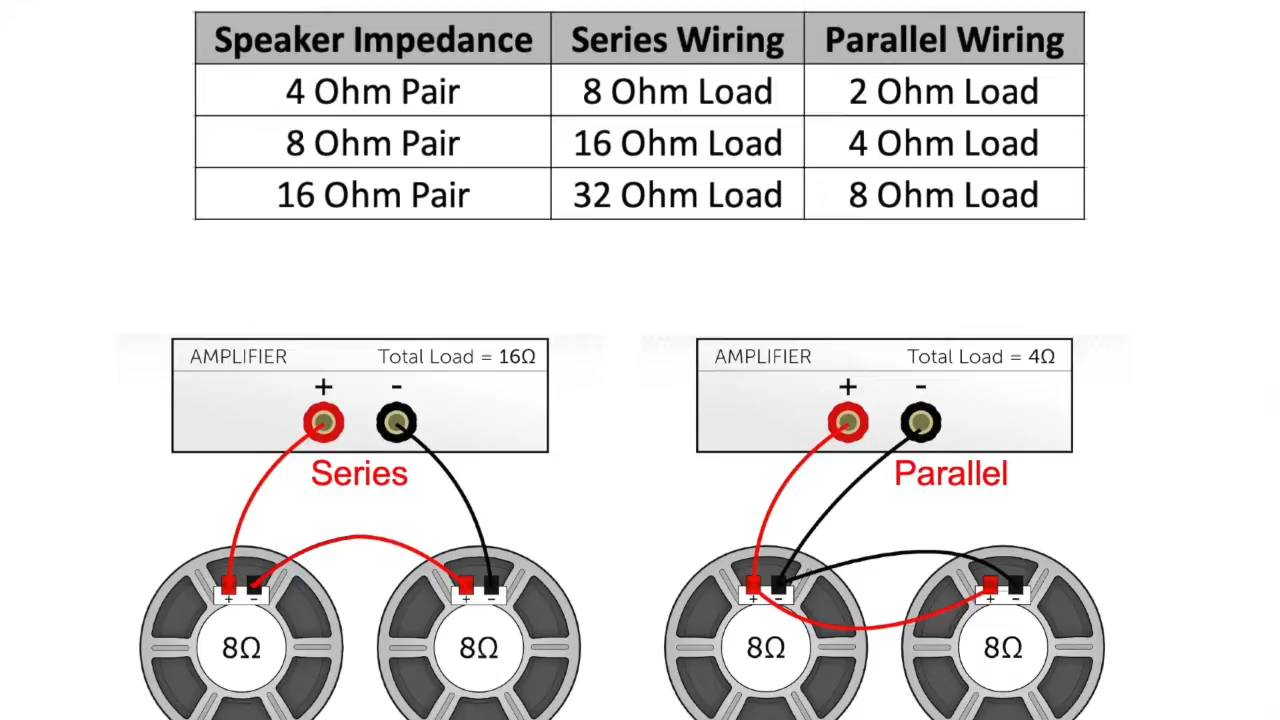 Speaker Impedance Series Wiring Parallel Wiring
4 Ohm Pair 8 Ohm Load 2 Ohm Load
8 Ohm Pair 16 Ohm Load 4 Ohm Load
16 Ohm Pair 32 Ohm Load 8 Ohm Load
AMPLIFIER Total Load = 16Ω
+ -
Series
+ −
+ −
8Ω
8Ω
AMPLIFIER Total Load = 4Ω
+ -
Parallel
+ −
+ −
8Ω
8Ω